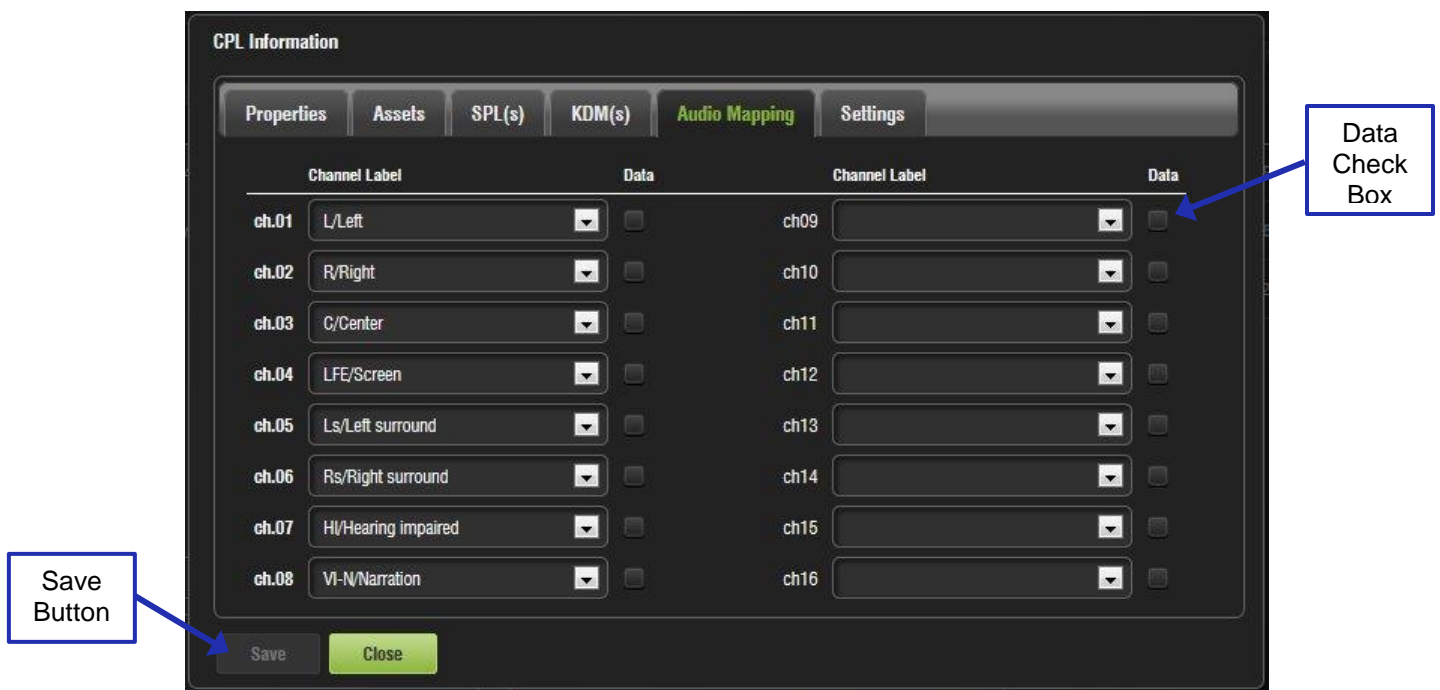 CPL Information
Properties Assets SPL(s) KDM(s) Audio Mapping Settings
Data
Check
Box
Channel Label Data Channel Label Data
ch.01 L/Left ch09
ch.02 R/Right ch10
ch.03 C/Center ch11
ch.04 LFE/Screen ch12
ch.05 Ls/Left surround ch13
ch.06 Rs/Right surround ch14
ch.07 HI/Hearing impaired ch15
ch.08 VI-N/Narration ch16
Save
Button
Save Close